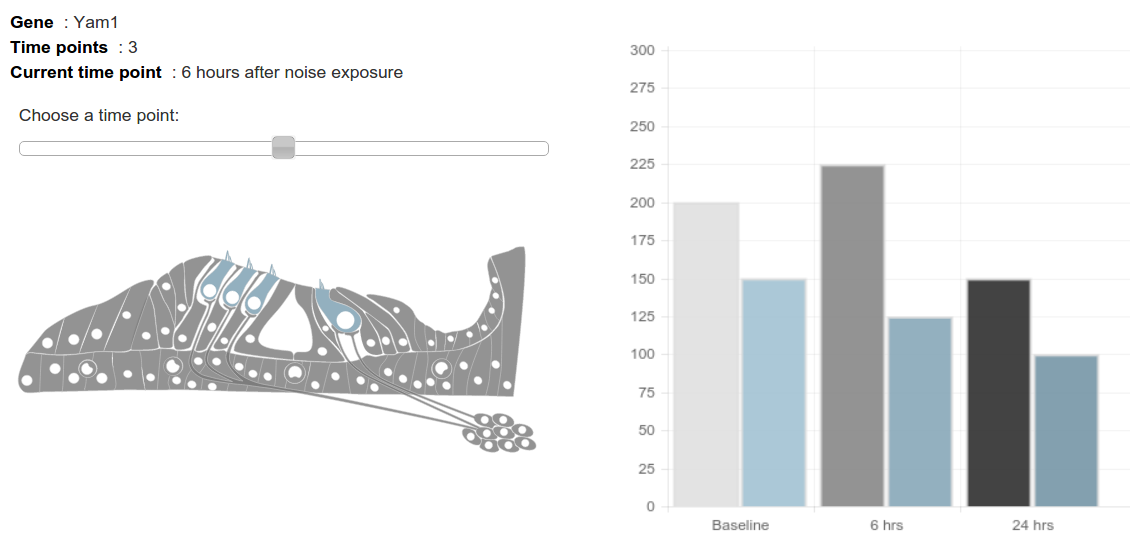 Gene : Yam1
Time points : 3
Current time point : 6 hours after noise exposure
Choose a time point:
300
275
250
225
200
175
150
125
100
75
50
25
0
Baseline 6 hrs 24 hrs